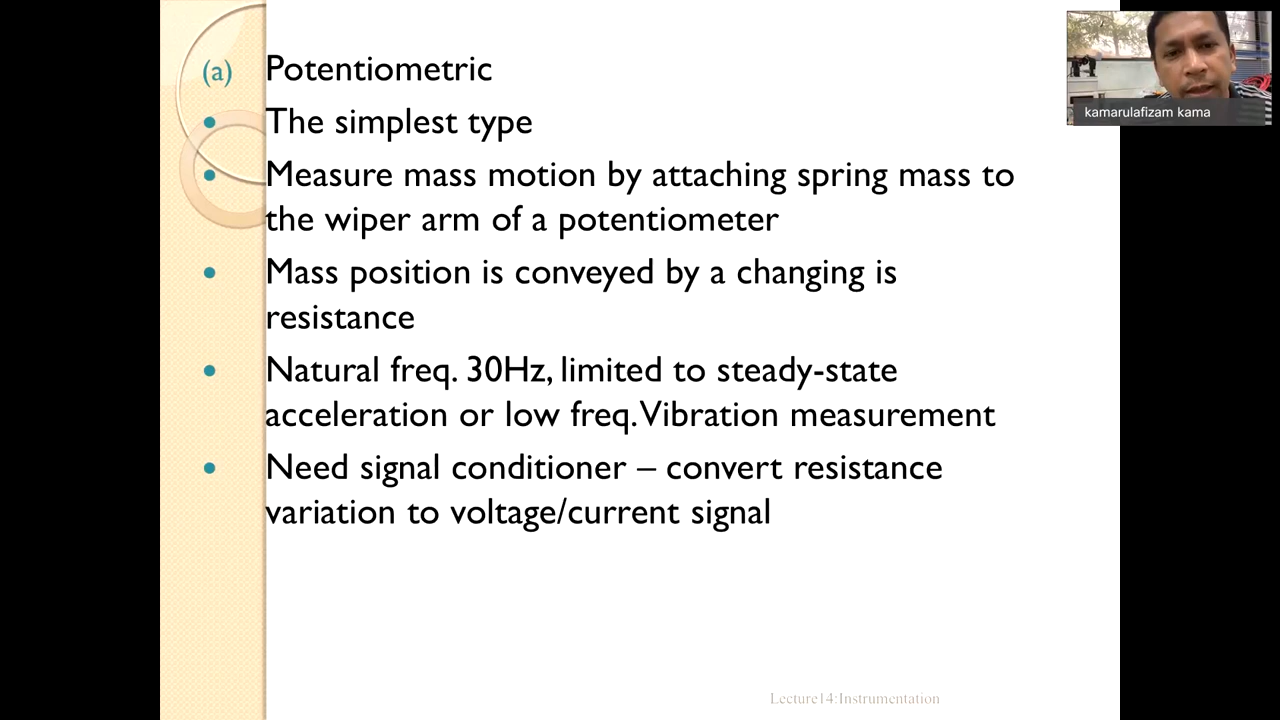 kamarulafizam kama
(a) Potentiometric
• The simplest type
• Measure mass motion by attaching spring mass to
the wiper arm of a potentiometer
• Mass position is conveyed by a changing is
resistance
• Natural freq. 30Hz, limited to steady-state
acceleration or low freq. Vibration measurement
• Need signal conditioner – convert resistance
variation to voltage/current signal
Lecture14:Instrumentation